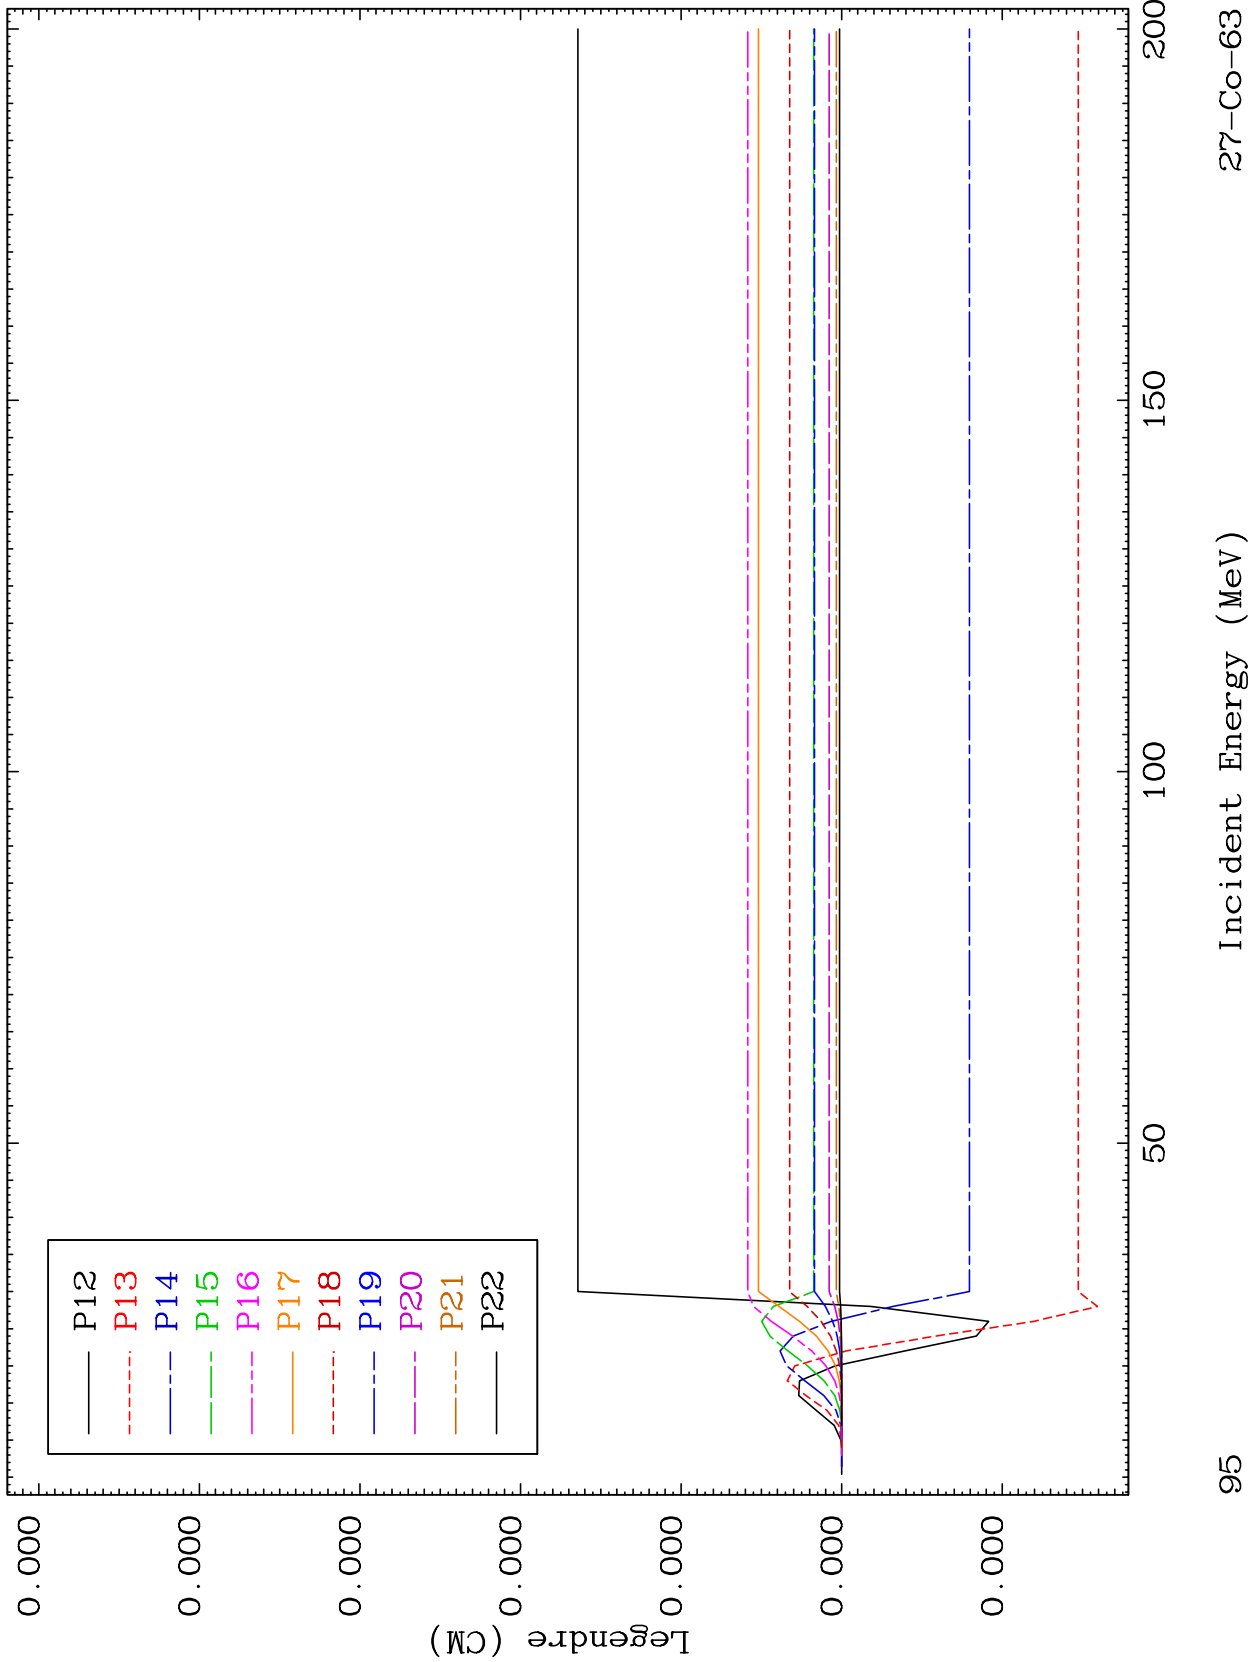 P12
P13
P14
P15
P16
P17
P18
P19
P20
P21
P22
0.000
0.000
0.000
0.000
0.000
0.000
0.000
Legendre (CM)
50
100
150
200
Incident Energy (MeV)
95
27-Co-63